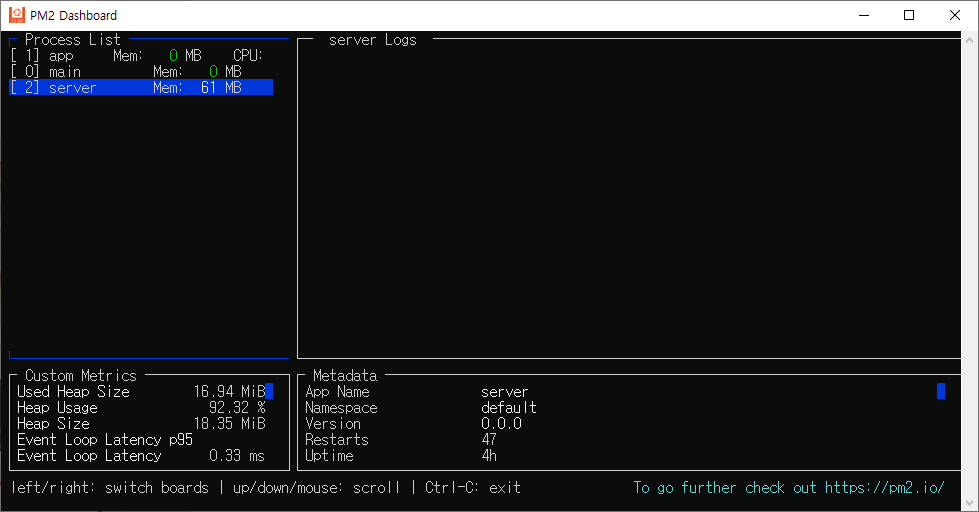 PM2 Dashboard
Process List
[ 1] app Mem: 0 MB CPU:
[ 0] main Mem: 0 MB
[ 2] server Mem: 61 MB
server Logs
Custom Metrics
Used Heap Size 16.94 MiB
Heap Usage 92.32 %
Heap Size 18.35 MiB
Event Loop Latency p95
Event Loop Latency 0.33 ms
Metadata
App Name server
Namespace default
Version 0.0.0
Restarts 47
Uptime 4h
left/right: switch boards | up/down/mouse: scroll | Ctrl-C: exit To go further check out https://pm2.io/